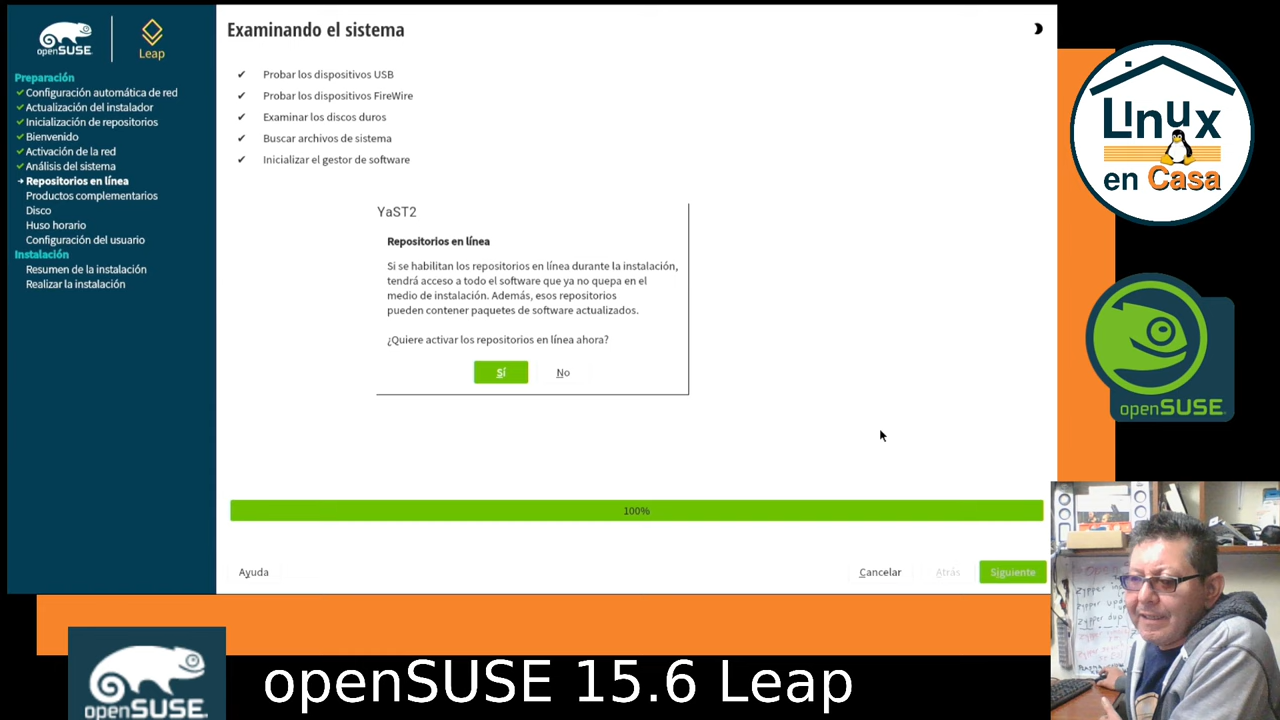 openSUSE
Leap
Preparación
Configuración automática de red
Actualización del instalador
Inicialización de repositorios
Bienvenido
Activación de la red
Análisis del sistema
Repositorios en línea
Productos complementarios
Disco
Huso horario
Configuración del usuario
Instalación
Resumen de la instalación
Realizar la instalación
Examinando el sistema
Probar los dispositivos USB
Probar los dispositivos FireWire
Examinar los discos duros
Buscar archivos de sistema
Inicializar el gestor de software
YaST2
Repositorios en línea
Si se habilitan los repositorios en línea durante la instalación,
tendrá acceso a todo el software que ya no quepa en el
medio de instalación. Además, esos repositorios
pueden contener paquetes de software actualizados.
¿Quiere activar los repositorios en línea ahora?
Sí No
100%
Ayuda Cancelar Atrás Siguiente
Linux
en Casa
openSUSE
zypper
zypper
zypper dup
openSUSE
openSUSE 15.6 Leap